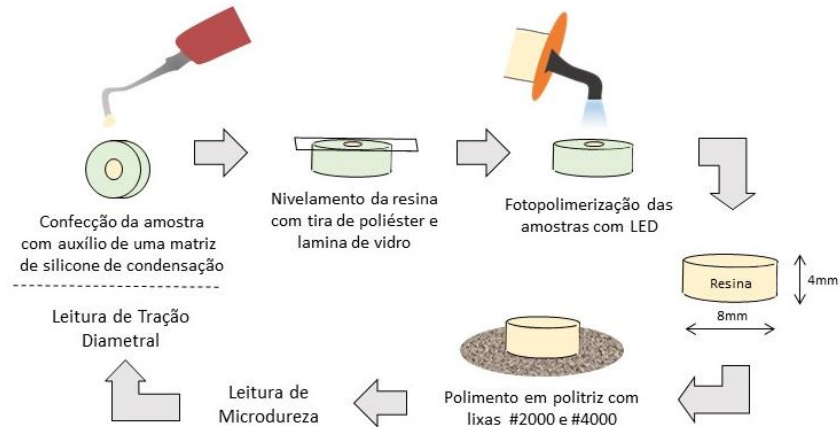 Confecção da amostra
com auxílio de uma matriz
de silicone de condensação
Nivelamento da resina
com tira de poliéster e
lamina de vidro
Fotopolimerização das
amostras com LED
Resina
4mm
8mm
Polimento em politriz com
lixas #2000 e #4000
Leitura de
Microdureza
Leitura de Tração
Diametral